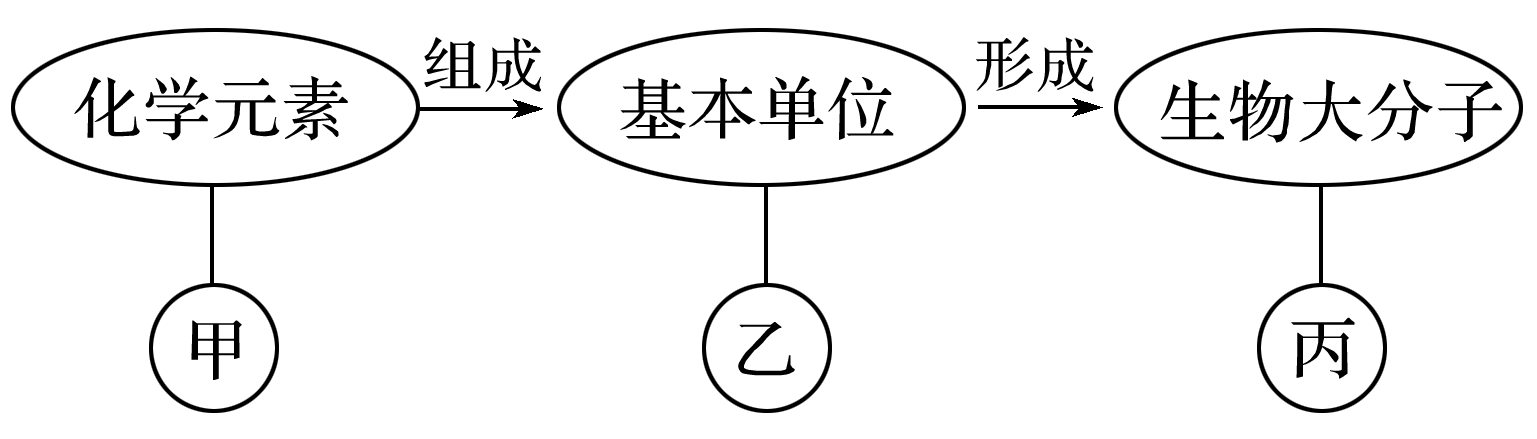 化学元素 组成 基本单位 形成 生物大分子
甲 乙 丙